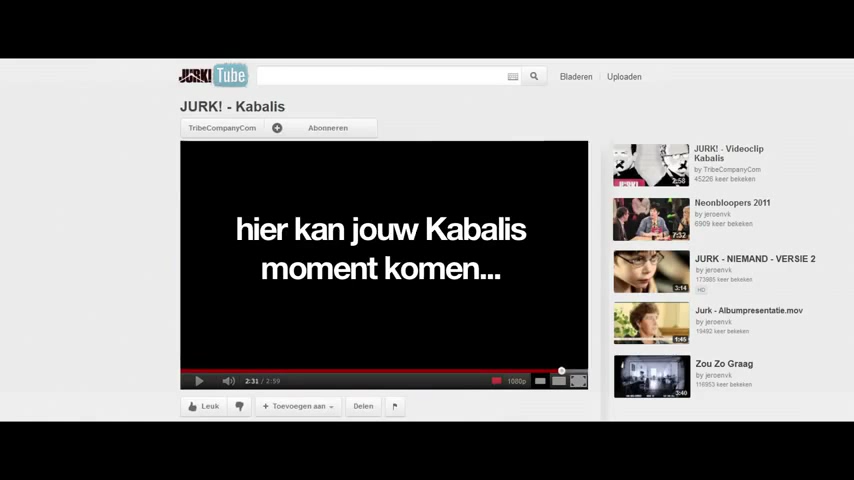 JURK! Tube
Bladeren | Uploaden
JURK! - Kabalis
TribeCompanyCom
Abonneren
hier kan jouw Kabalis
moment komen...
2:31 / 2:59
1080p
Leuk
+ Toevoegen aan
Delen
JURK! - Videoclip
Kabalis
by TribeCompanyCom
45226 keer bekeken
JURK!
2:58
Neonbloopers 2011
by jeroenvk
6909 keer bekeken
7:32
JURK - NIEMAND - VERSIE 2
by jeroenvk
173985 keer bekeken
HD
3:14
Jurk - Albumpresentatie.mov
by jeroenvk
19492 keer bekeken
1:45
Zou Zo Graag
by jeroenvk
116953 keer bekeken
3:40